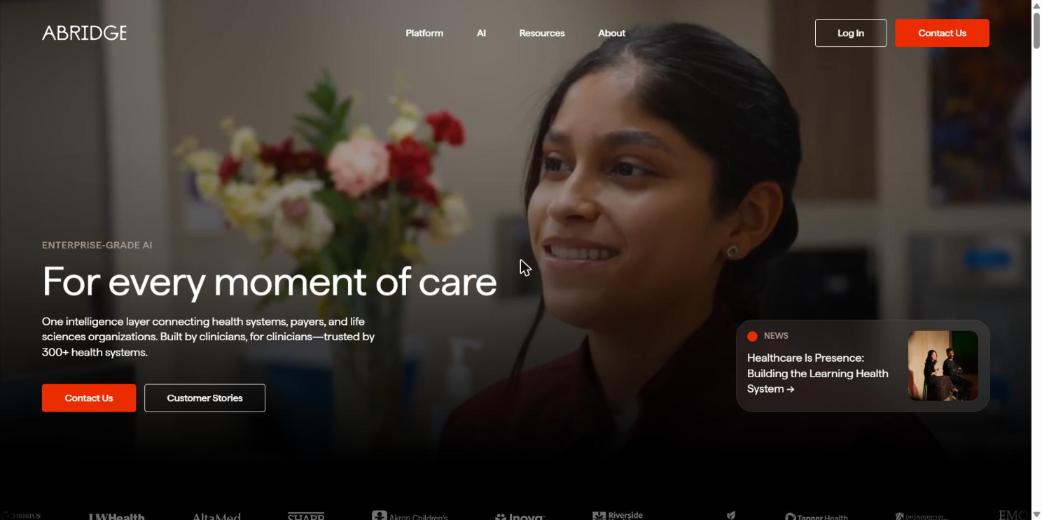 ABRIDGE
Platform
AI
Resources
About
Log In
Contact Us
ENTERPRISE-GRADE AI
For every moment of care
One intelligence layer connecting health systems, payers, and life
sciences organizations. Built by clinicians, for clinicians—trusted by
300+ health systems.
Contact Us
Customer Stories
NEWS
Healthcare Is Presence:
Building the Learning Health
System →
UWHealth
AltaMed
SHARP
Akron Children's
Inova
Riverside
Tanner Health